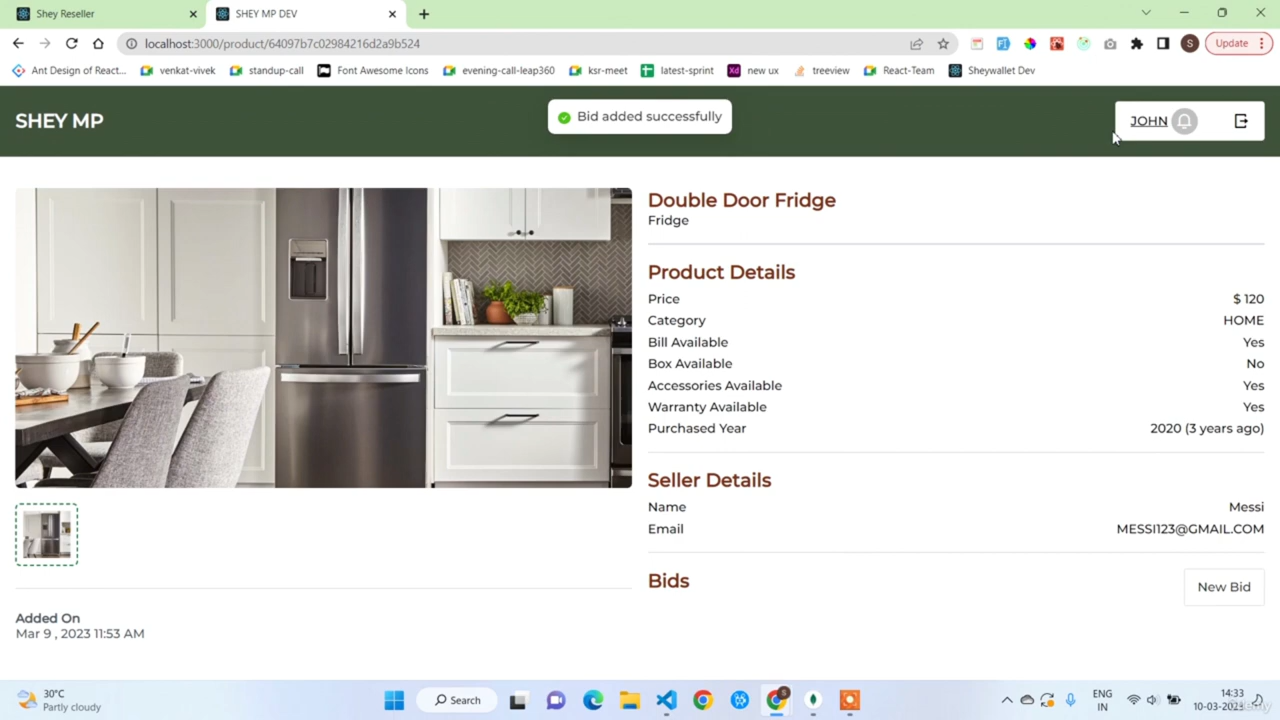 Shey Reseller
SHEY MP DEV
localhost:3000/product/64097b7c02984216d2a9b524
S
Update
Ant Design of React...
venkat-vivek
standup-call
Font Awesome Icons
evening-call-leap360
ksr-meet
latest-sprint
Xd new ux
treeview
React-Team
Sheywallet Dev
SHEY MP
Bid added successfully
JOHN
Double Door Fridge
Fridge
Product Details
Price $ 120
Category HOME
Bill Available Yes
Box Available No
Accessories Available Yes
Warranty Available Yes
Purchased Year 2020 (3 years ago)
Seller Details
Name Messi
Email MESSI123@GMAIL.COM
Bids New Bid
Added On
Mar 9 , 2023 11:53 AM
30°C
Partly cloudy
Search
ENG
IN
14:33
10-03-2023